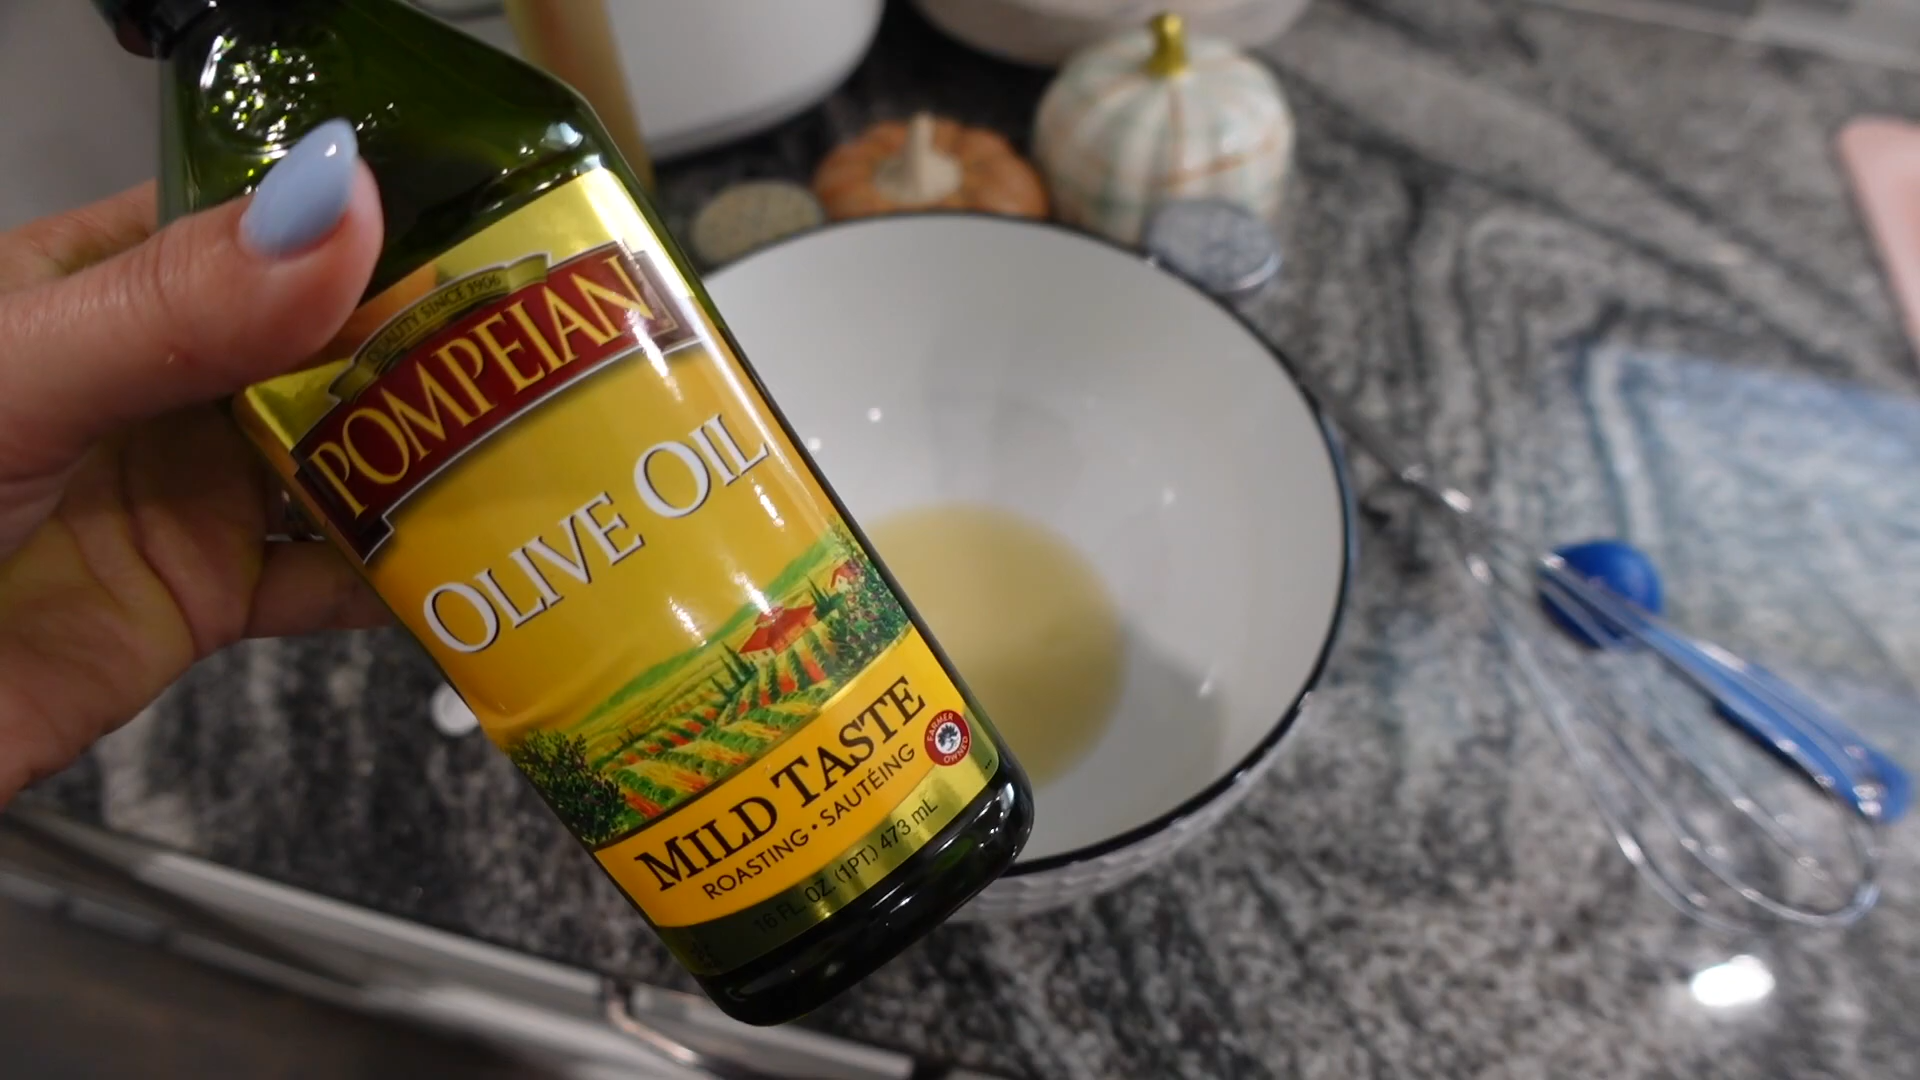 QUALITY SINCE 1906
POMPEIAN
OLIVE OIL
MILD TASTE
ROASTING • SAUTÉING
FARMER OWNED
16 FL. OZ. (1PT.) 473 mL